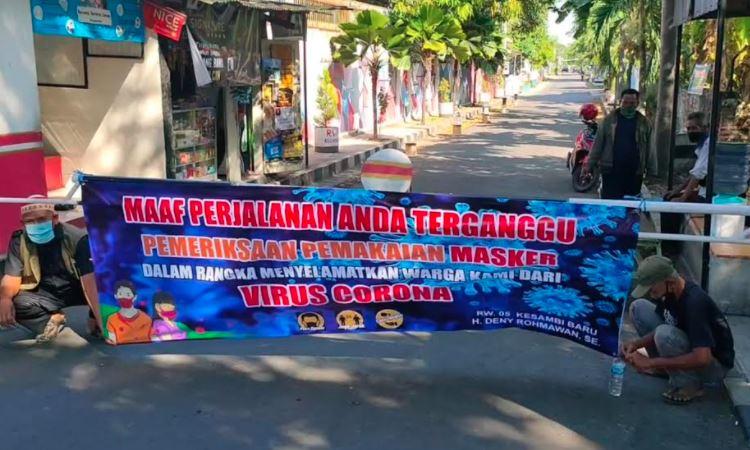 NICE
MAAF PERJALANAN ANDA TERGANGGU
PEMERIKSAAN PEMAKAIAN MASKER
DALAM RANGKA MENYELAMATKAN WARGA KAMI DARI
VIRUS CORONA
RW. 05 KESAMBI BARU
H. DENY ROHMAWAN, SE.